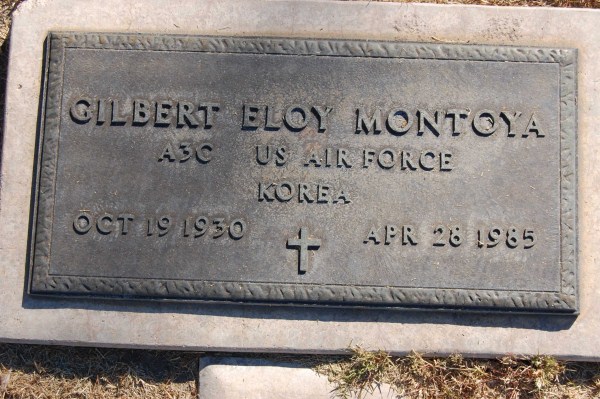 GILBERT ELOY MONTOYA
A3C US AIR FORCE
KOREA
OCT 19 1930 APR 28 1985